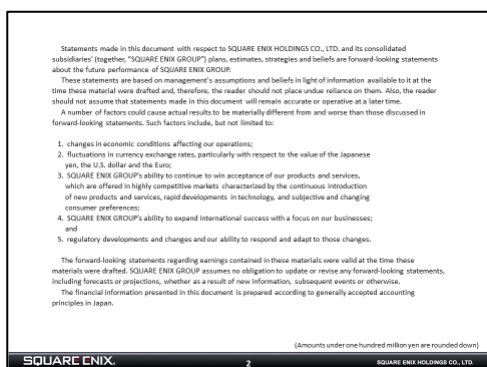 Statements made in this document with respect to SQUARE ENIX HOLDINGS CO., LTD. and its consolidated
subsidiaries' (together, "SQUARE ENIX GROUP") plans, estimates, strategies and beliefs are forward-looking statements
about the future performance of SQUARE ENIX GROUP.
These statements are based on management's assumptions and beliefs in light of information available to it at the
time these material were drafted and, therefore, the reader should not place undue reliance on them. Also, the reader
should not assume that statements made in this document will remain accurate or operative at a later time.
A number of factors could cause actual results to be materially different from and worse than those discussed in
forward-looking statements. Such factors include, but not limited to:
1. changes in economic conditions affecting our operations;
2. fluctuations in currency exchange rates, particularly with respect to the value of the Japanese
yen, the U.S. dollar and the Euro;
3. SQUARE ENIX GROUP's ability to continue to win acceptance of our products and services,
which are offered in highly competitive markets characterized by the continuous introduction
of new products and services, rapid developments in technology, and subjective and changing
consumer preferences;
4. SQUARE ENIX GROUP's ability to expand international success with a focus on our businesses;
and
5. regulatory developments and changes and our ability to respond and adapt to those changes.
The forward-looking statements regarding earnings contained in these materials were valid at the time these
materials were drafted. SQUARE ENIX GROUP assumes no obligation to update or revise any forward-looking statements,
including forecasts or projections, whether as a result of new information, subsequent events or otherwise.
The financial information presented in this document is prepared according to generally accepted accounting
principles in Japan.
(Amounts under one hundred million yen are rounded down)
SQUARE ENIX. 2 SQUARE ENIX HOLDINGS CO., LTD.